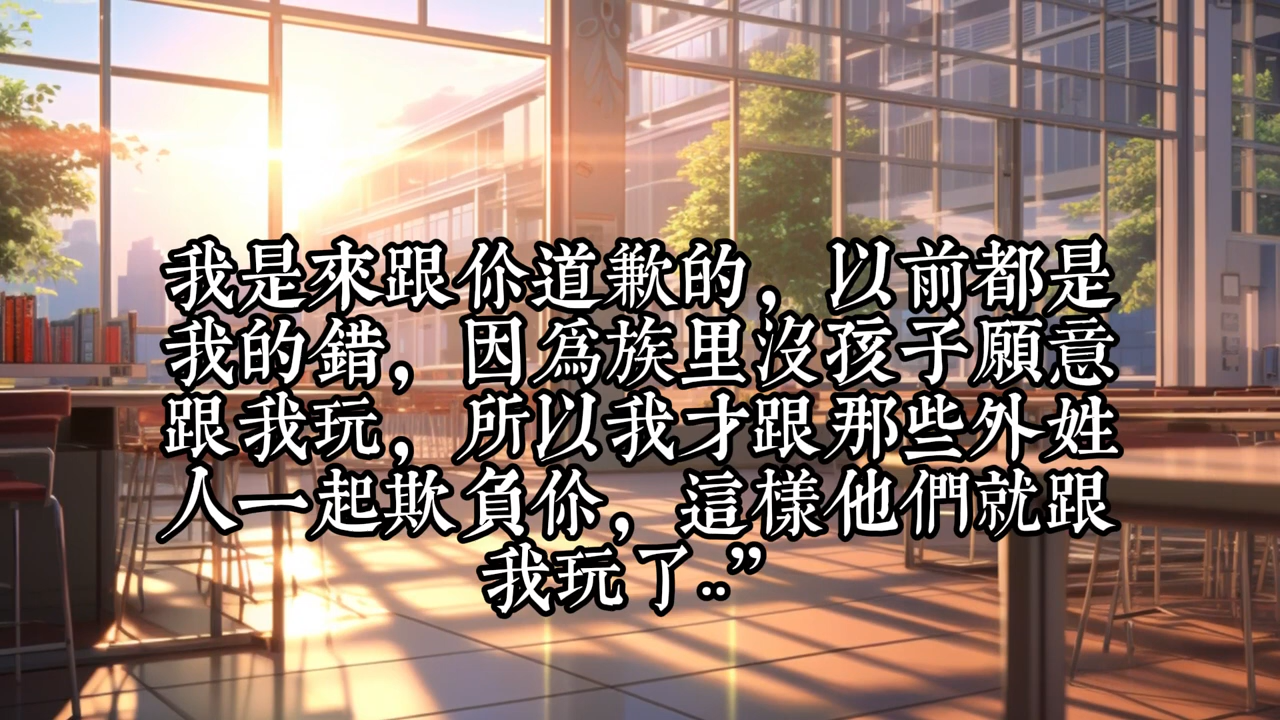 我是來跟你道歉的，以前都是
我的錯，因爲族里沒孩子願意
跟我玩，所以我才跟那些外姓
人一起欺負你，這樣他們就跟
我玩了..”